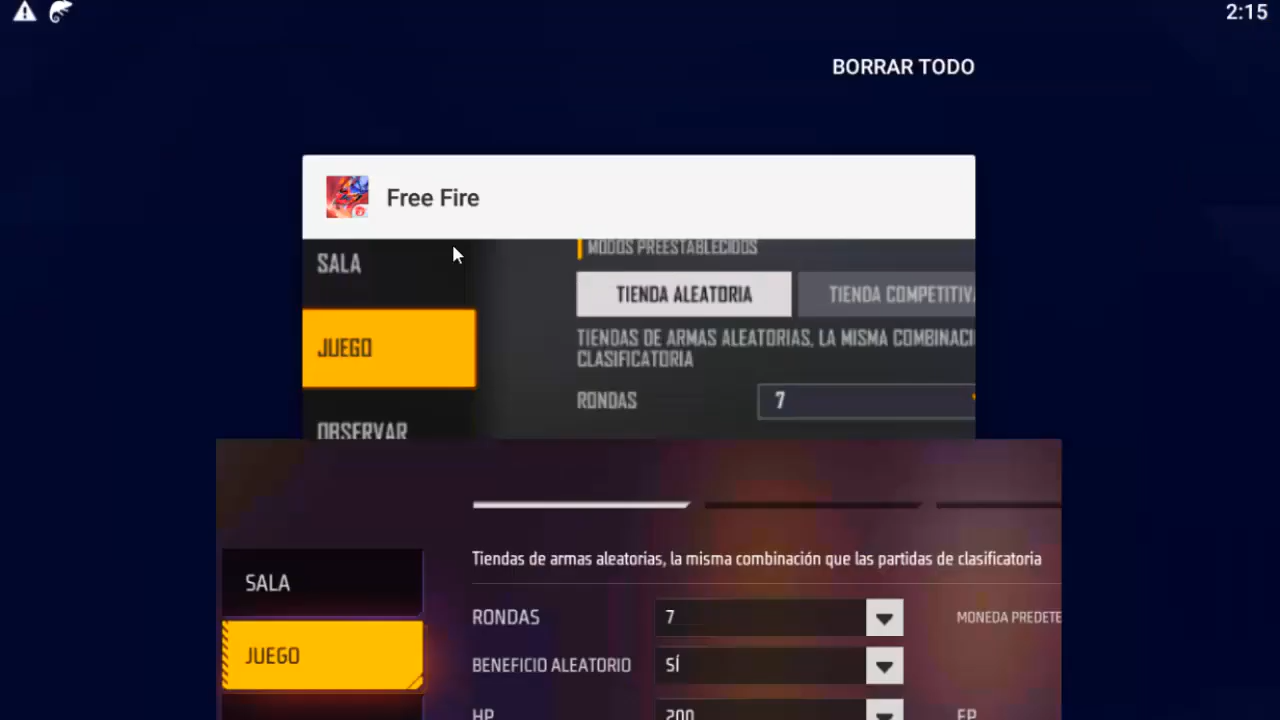 2:15
BORRAR TODO
Free Fire
SALA
MODOS PREESTABLECIDOS
TIENDA ALEATORIA
TIENDA COMPETITIV
TIENDAS DE ARMAS ALEATORIAS, LA MISMA COMBINACI
CLASIFICATORIA
JUEGO
RONDAS 7
OBSERVAR
Tiendas de armas aleatorias, la misma combinación que las partidas de clasificatoria
SALA
RONDAS 7 MONEDA PREDETE
JUEGO
BENEFICIO ALEATORIO SÍ
HP 200 EP